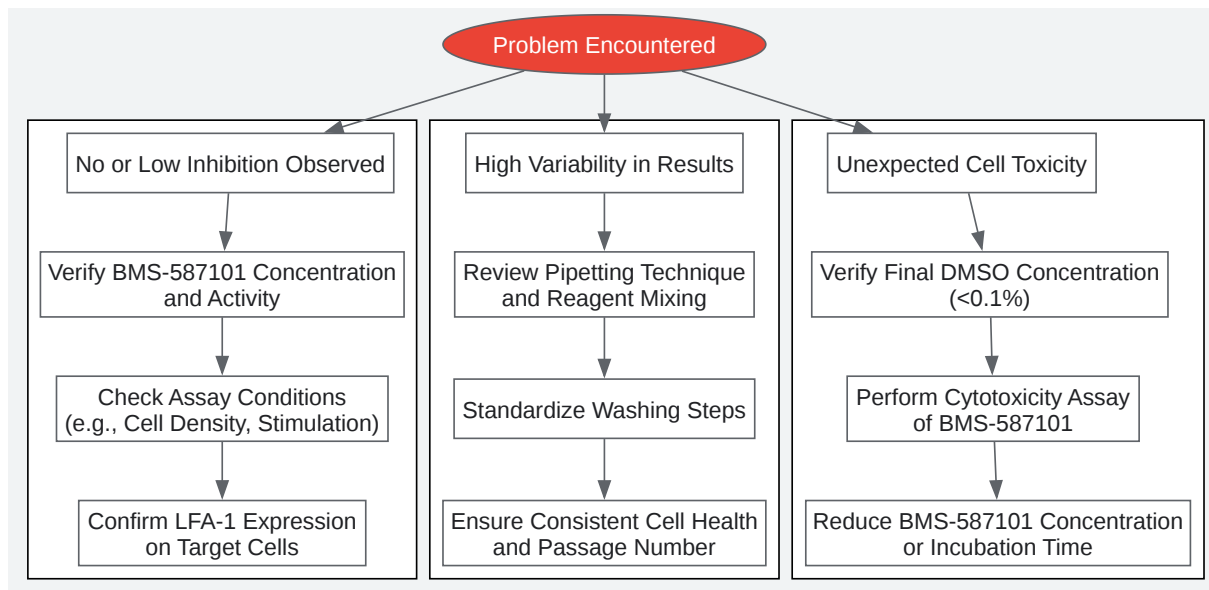 Problem Encountered
No or Low Inhibition Observed
Verify BMS-587101 Concentration
and Activity
Check Assay Conditions
(e.g., Cell Density, Stimulation)
Confirm LFA-1 Expression
on Target Cells
High Variability in Results
Review Pipetting Technique
and Reagent Mixing
Standardize Washing Steps
Ensure Consistent Cell Health
and Passage Number
Unexpected Cell Toxicity
Verify Final DMSO Concentration
(<0.1%)
Perform Cytotoxicity Assay
of BMS-587101
Reduce BMS-587101 Concentration
or Incubation Time